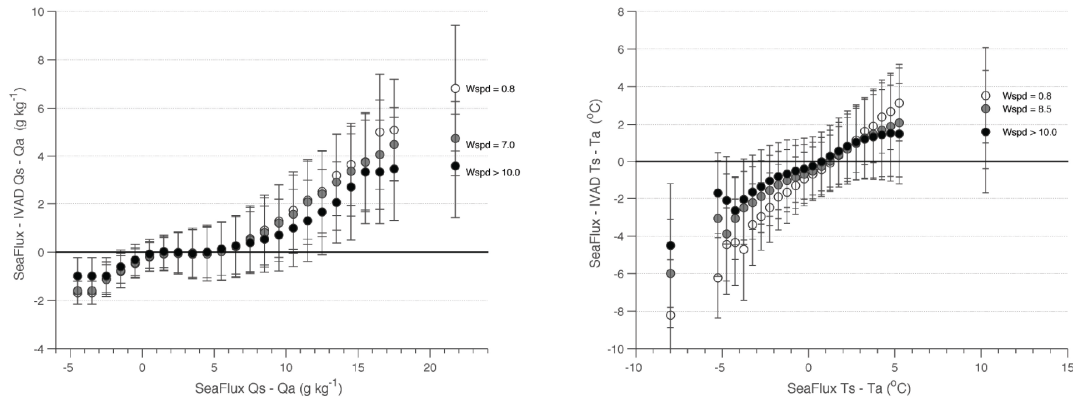 10
8
6
4
2
0
-2
-4
SeaFlux - IVAD Qs - Qa (g kg-1)
Wspd = 0.8
Wspd = 7.0
Wspd > 10.0
-5 0 5 10 15 20
SeaFlux Qs - Qa (g kg-1)
8
6
4
2
0
-2
-4
-6
-8
-10
SeaFlux - IVAD Ts - Ta (oC)
Wspd = 0.8
Wspd = 8.5
Wspd > 10.0
-10 -5 0 5 10 15
SeaFlux Ts - Ta (oC)